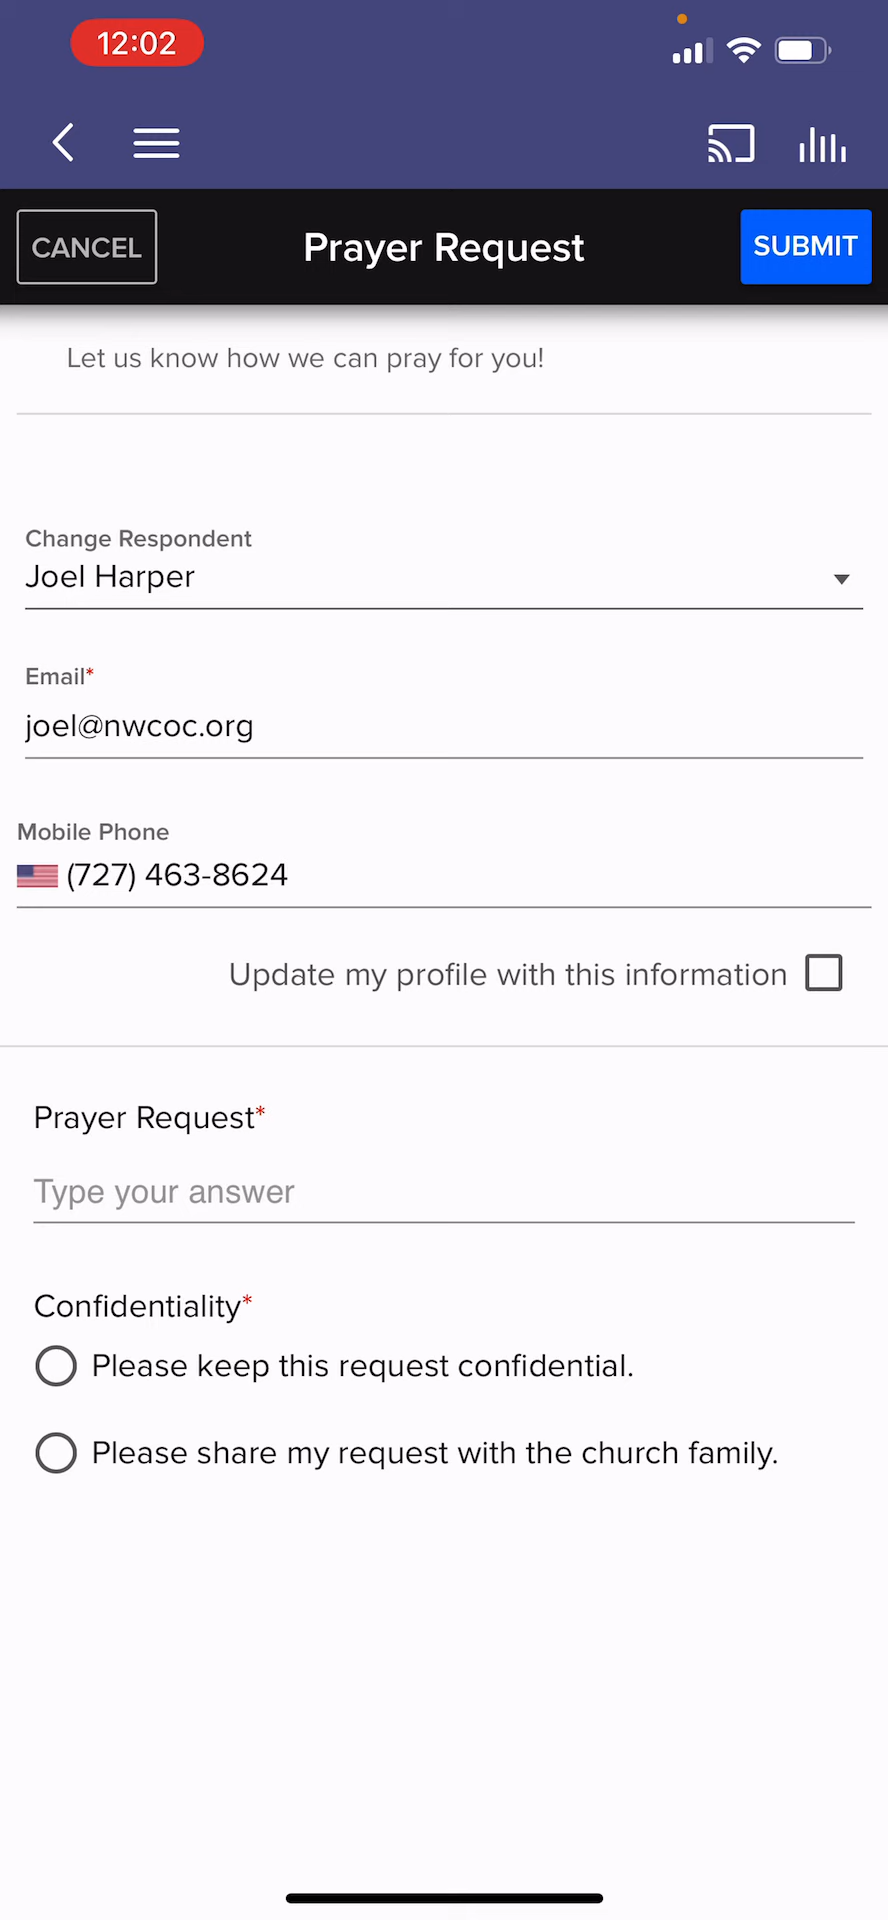 12:02
CANCEL
Prayer Request
SUBMIT
Let us know how we can pray for you!
Change Respondent
Joel Harper
Email*
joel@nwcoc.org
Mobile Phone
(727) 463-8624
Update my profile with this information
Prayer Request*
Type your answer
Confidentiality*
Please keep this request confidential.
Please share my request with the church family.